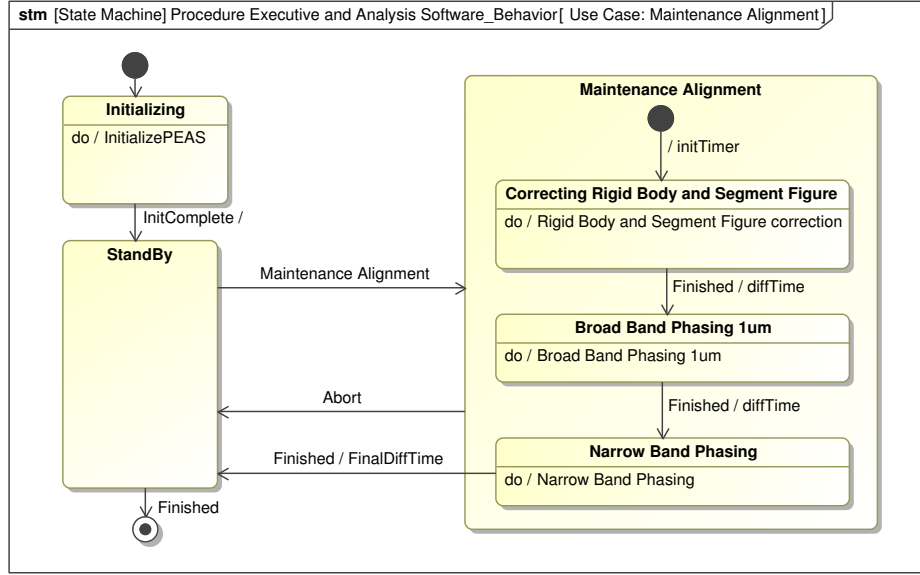 stm [State Machine] Procedure Executive and Analysis Software_Behavior[ Use Case: Maintenance Alignment]
Initializing
do / InitializePEAS
InitComplete /
StandBy
Maintenance Alignment
Abort
Finished / FinalDiffTime
Finished
Maintenance Alignment
/ initTimer
Correcting Rigid Body and Segment Figure
do / Rigid Body and Segment Figure correction
Finished / diffTime
Broad Band Phasing 1um
do / Broad Band Phasing 1um
Finished / diffTime
Narrow Band Phasing
do / Narrow Band Phasing